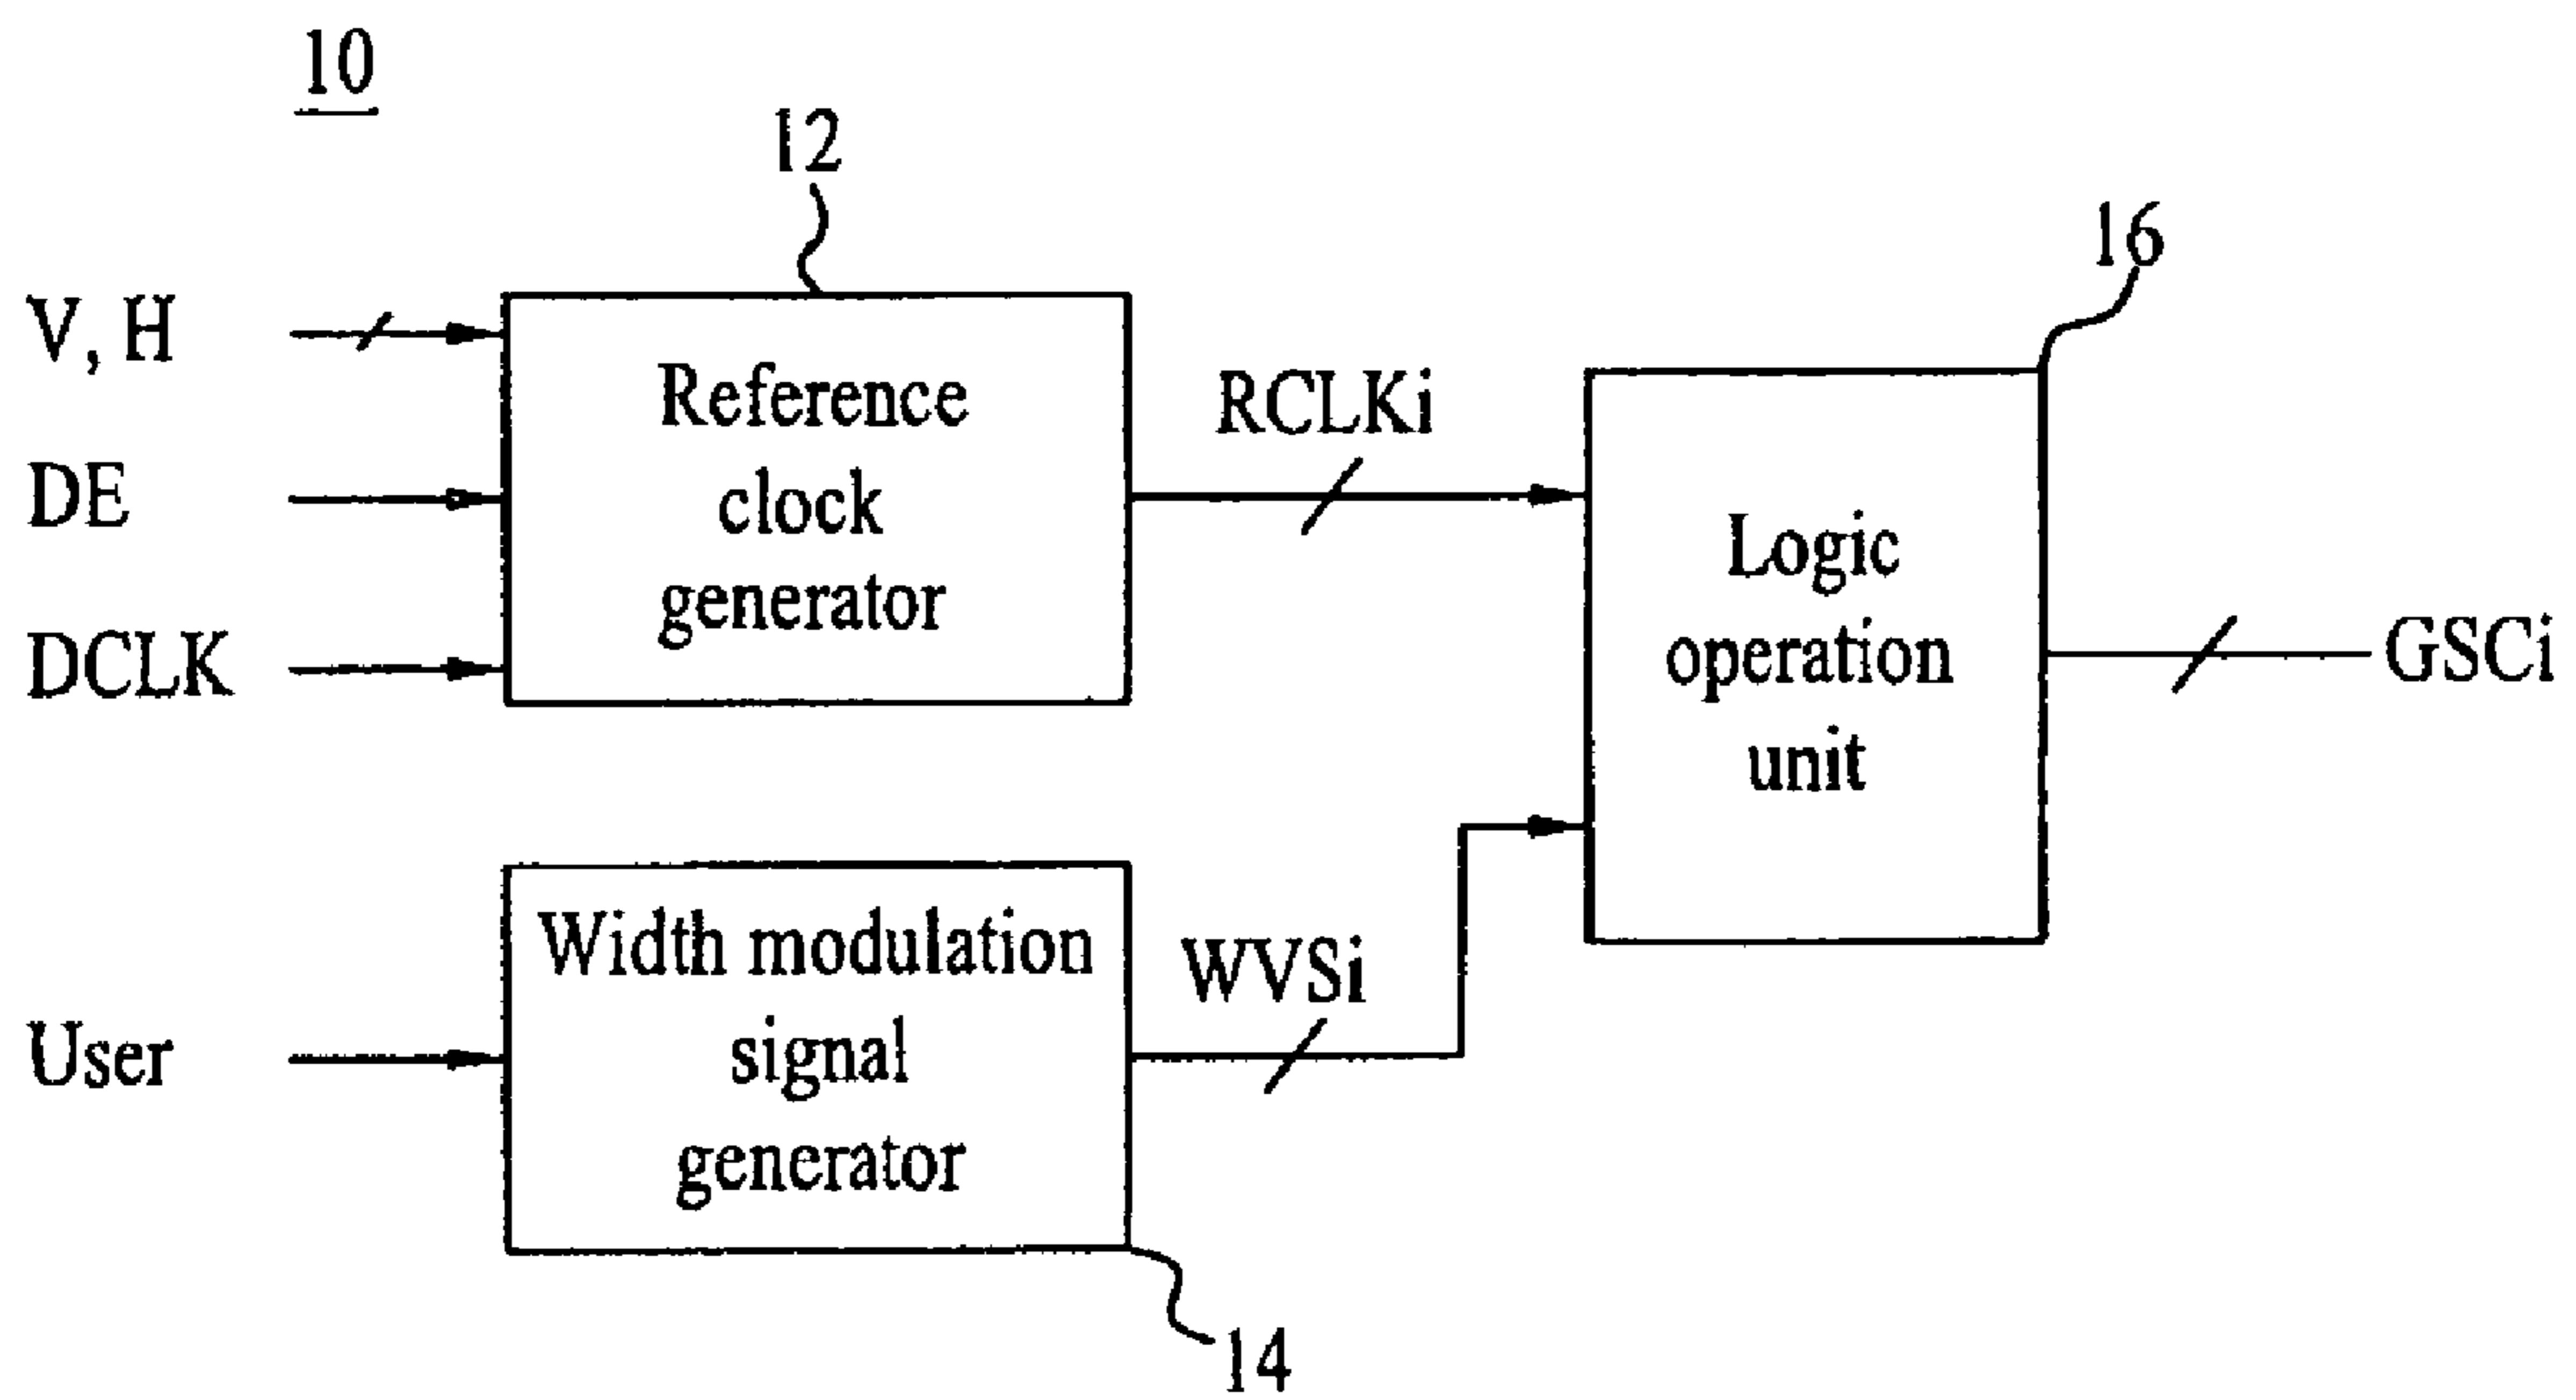 10
12
16
V, H
DE
DCLK
Reference
clock
generator
RCLKi
Logic
operation
unit
GSCi
User
Width modulation
signal
generator
WVSi
14